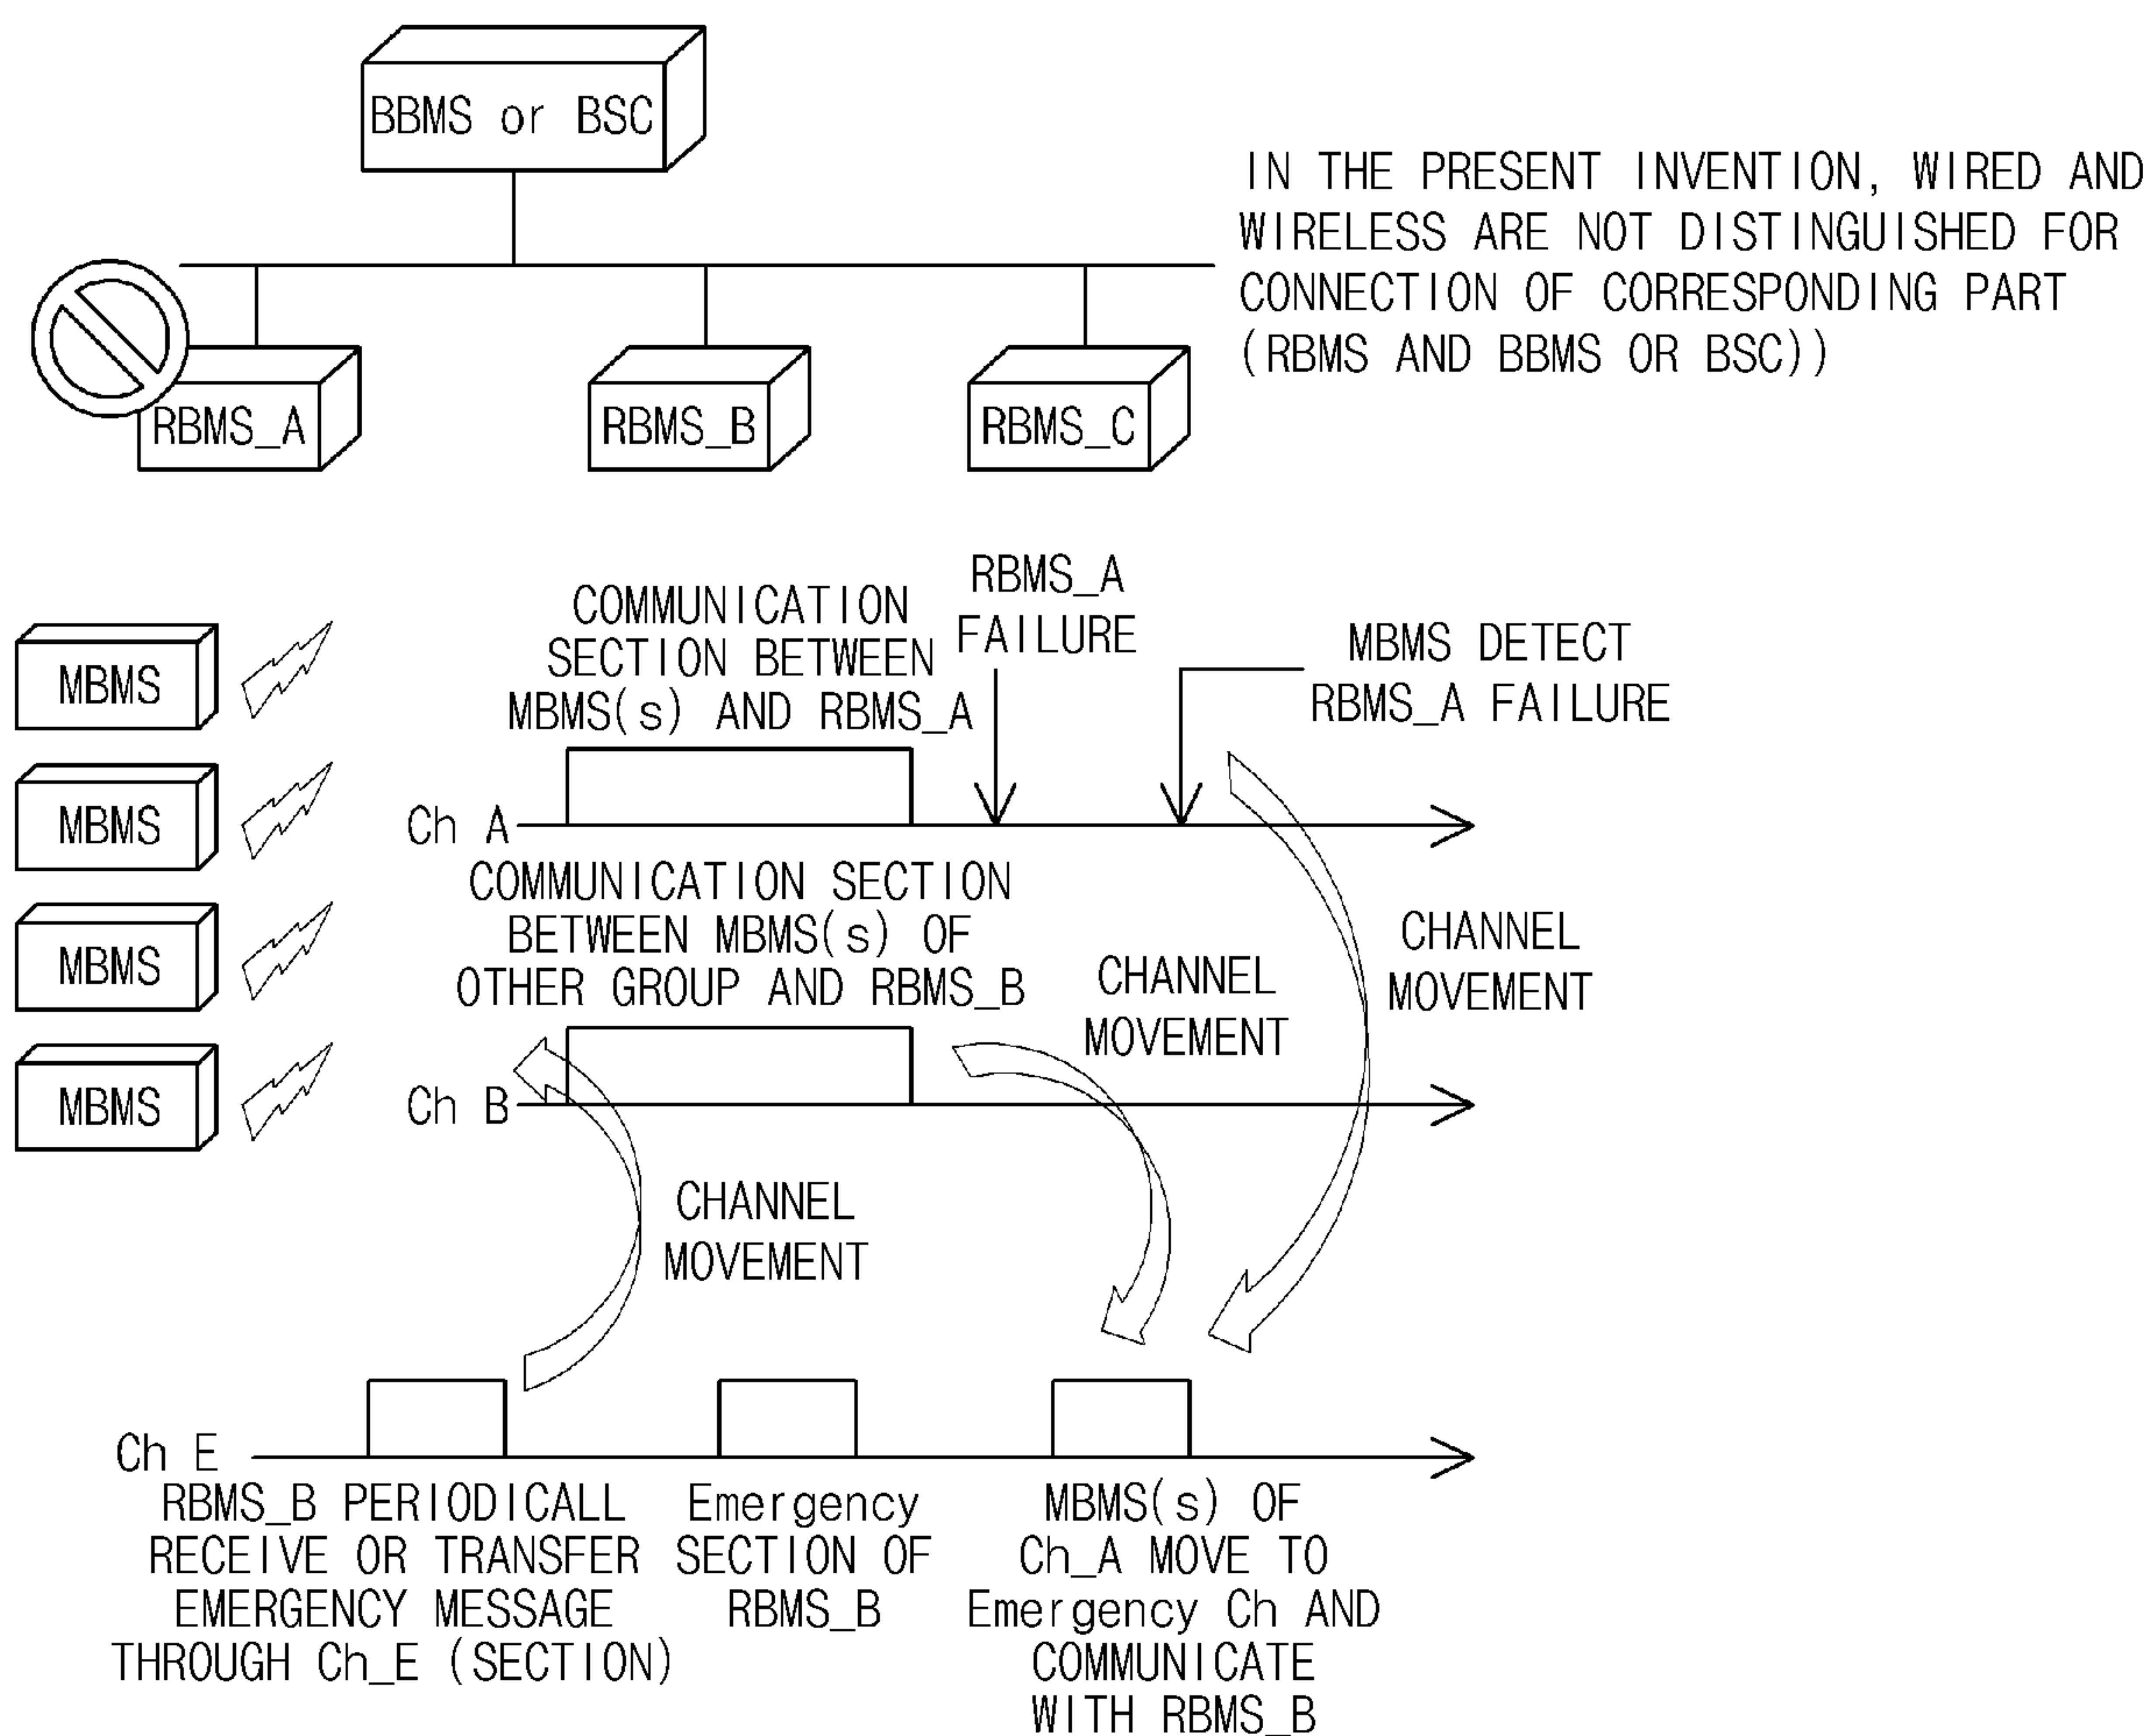 BBMS or BSC
IN THE PRESENT INVENTION, WIRED AND
WIRELESS ARE NOT DISTINGUISHED FOR
CONNECTION OF CORRESPONDING PART
(RBMS AND BBMS OR BSC))
RBMS_A
RBMS_B
RBMS_C
RBMS_A
FAILURE
COMMUNICATION
SECTION BETWEEN
MBMS(s) AND RBMS_A
MBMS DETECT
RBMS_A FAILURE
MBMS
MBMS
MBMS
MBMS
Ch A
COMMUNICATION SECTION
BETWEEN MBMS(s) OF
OTHER GROUP AND RBMS_B
CHANNEL
MOVEMENT
CHANNEL
MOVEMENT
Ch B
CHANNEL
MOVEMENT
Ch E
RBMS_B PERIODICALL
RECEIVE OR TRANSFER
EMERGENCY MESSAGE
THROUGH Ch_E (SECTION)
Emergency
SECTION OF
RBMS_B
MBMS(s) OF
Ch_A MOVE TO
Emergency Ch AND
COMMUNICATE
WITH RBMS_B